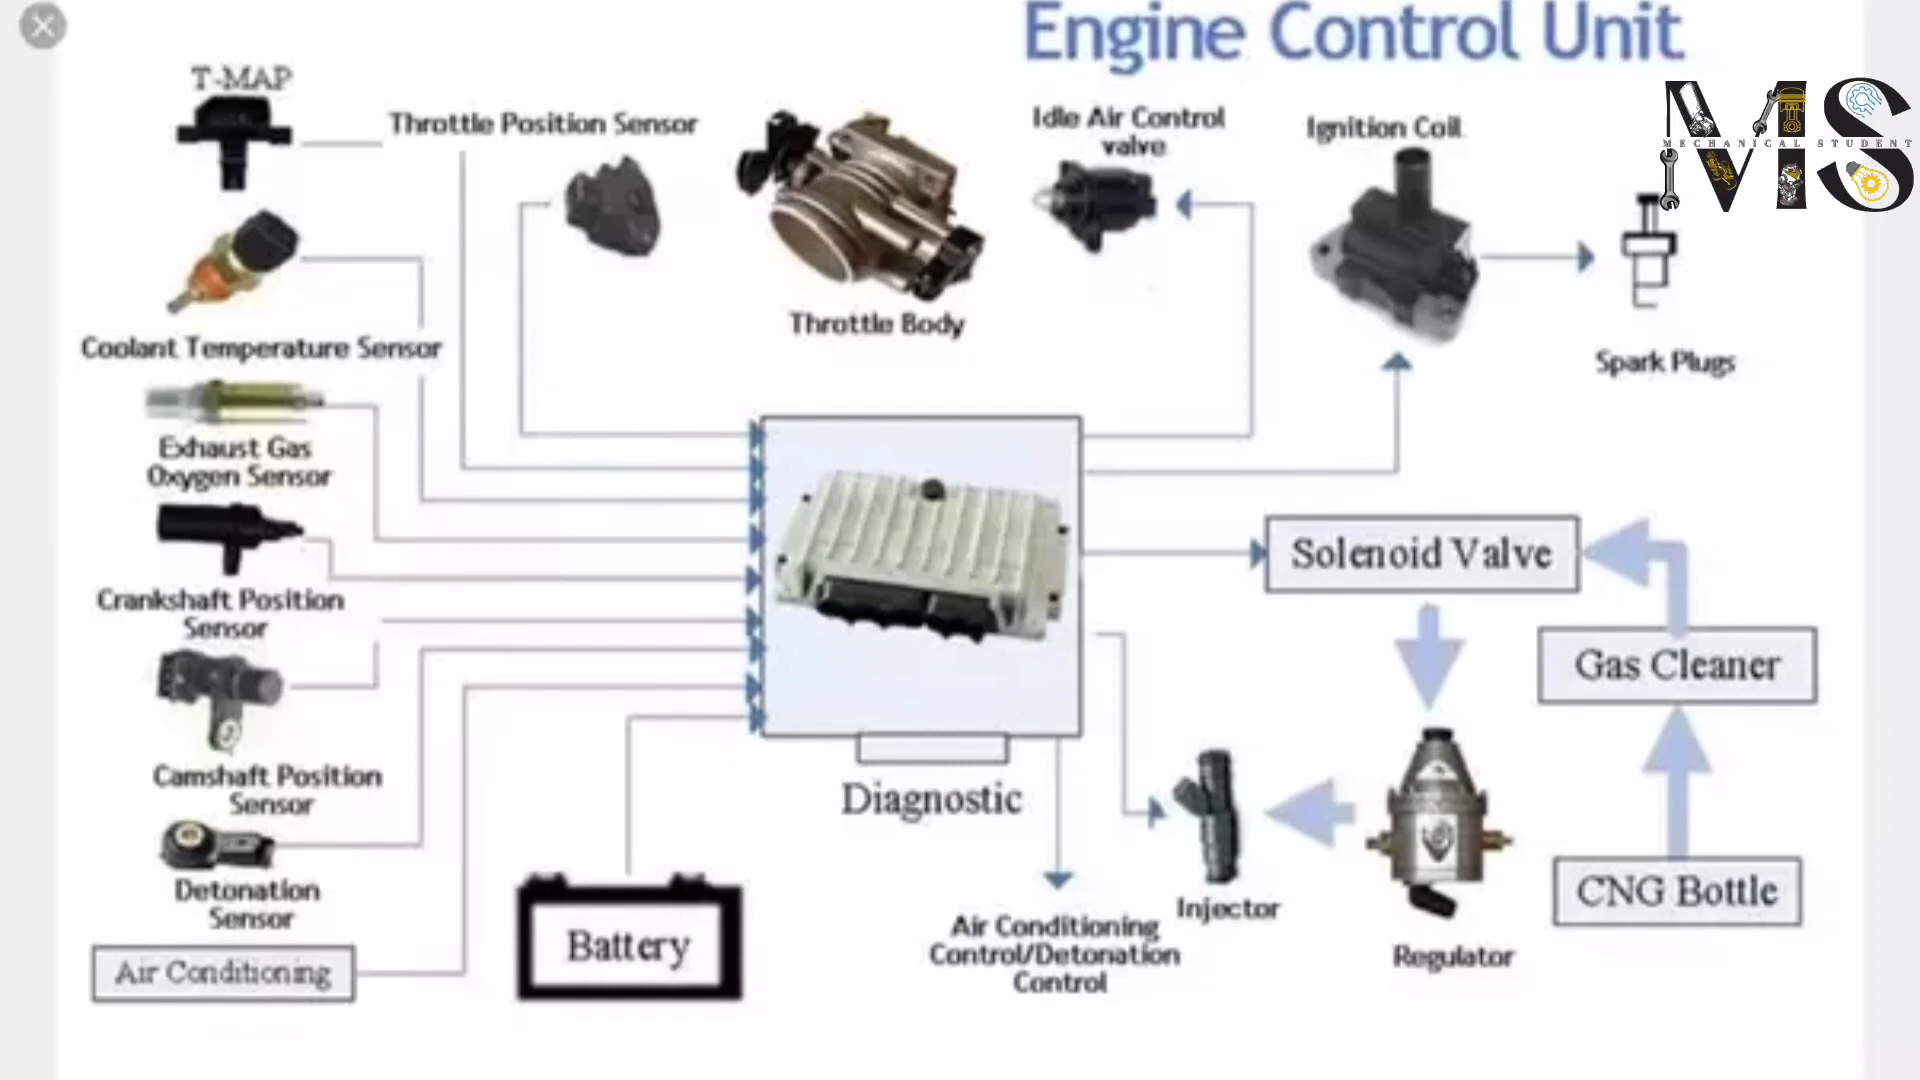 Engine Control Unit
T-MAP
Throttle Position Sensor
Idle Air Control
valve
Ignition Coil
MS
MECHANICAL STUDENT
Throttle Body
Coolant Temperature Sensor
Spark Plugs
Exhaust Gas
Oxygen Sensor
Crankshaft Position
Sensor
Solenoid Valve
Gas Cleaner
Camshaft Position
Sensor
Diagnostic
Detonation
Sensor
Battery
Air Conditioning
Air Conditioning
Control/Detonation
Control
Injector
Regulator
CNG Bottle